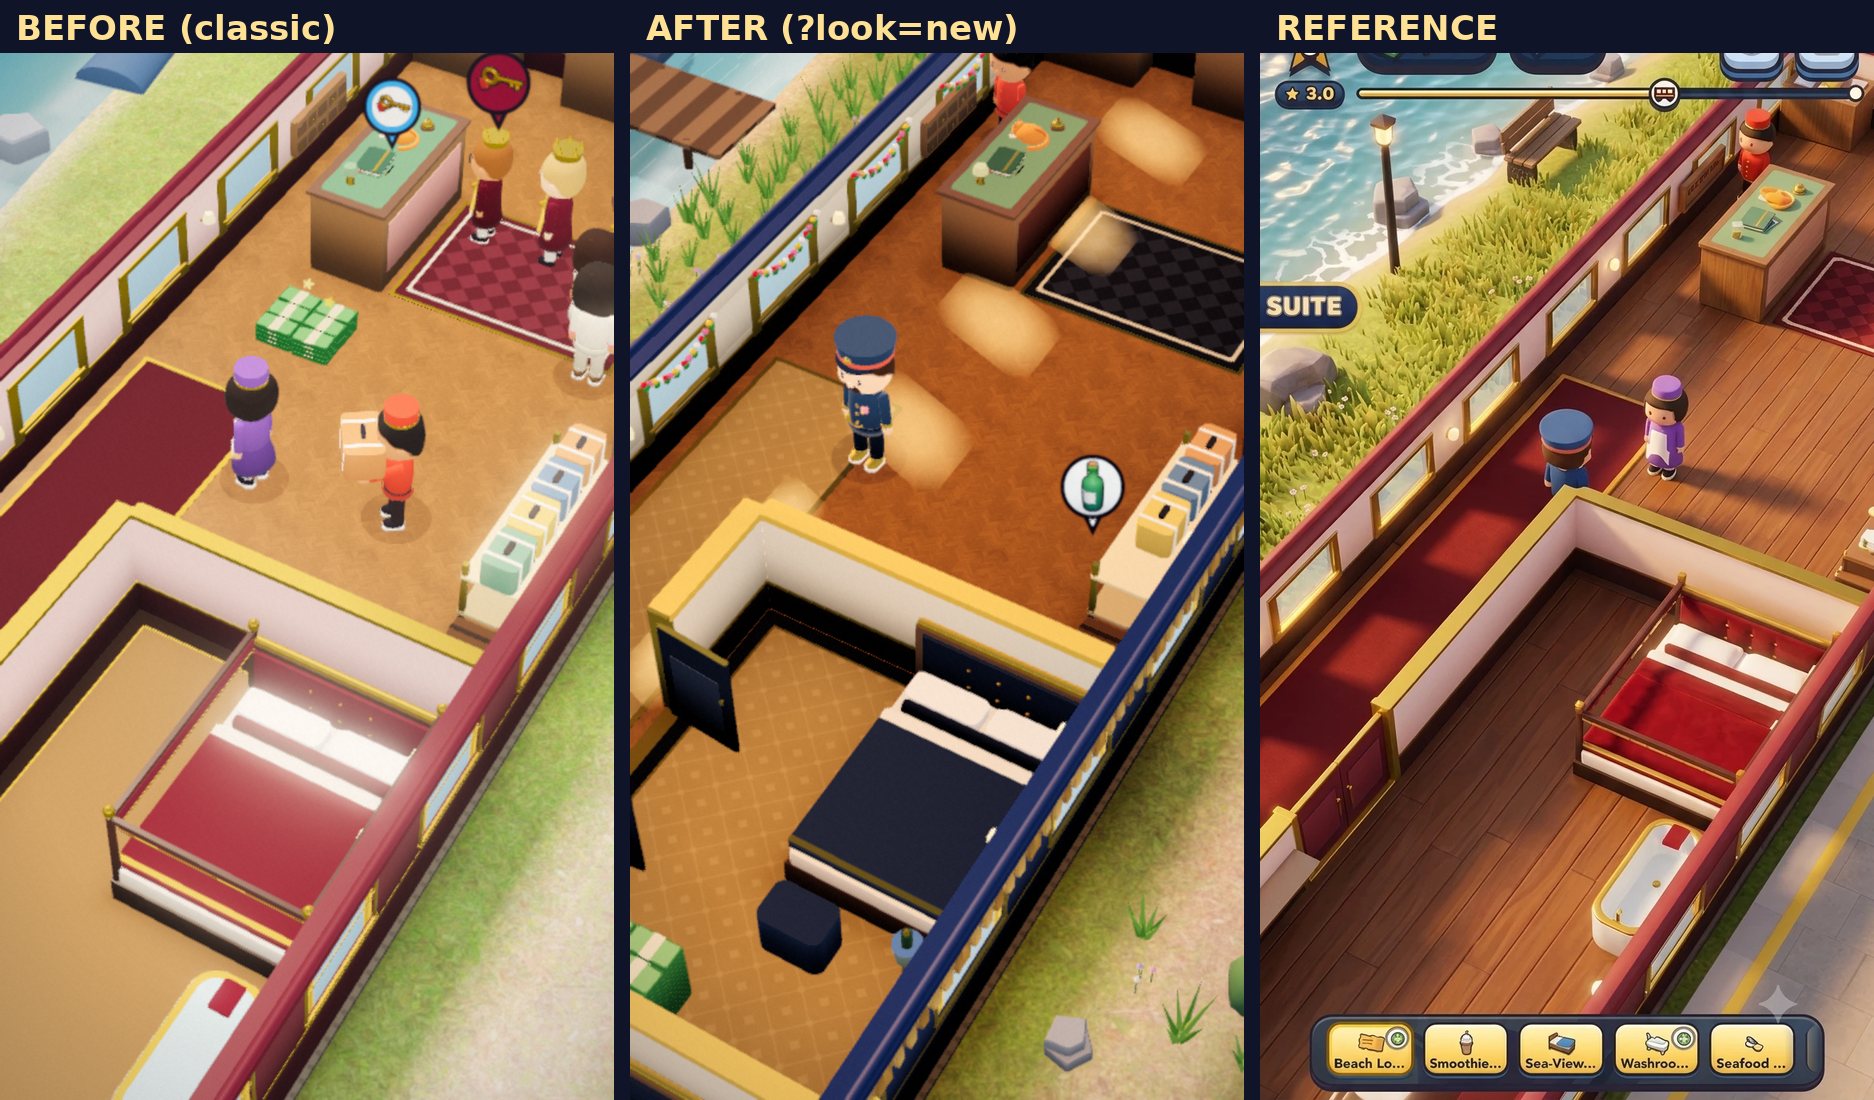 BEFORE (classic)
AFTER (?look=new)
REFERENCE
3.0
SUITE
Beach Lo...
Smoothie...
Sea-View...
Washroo...
Seafood ...